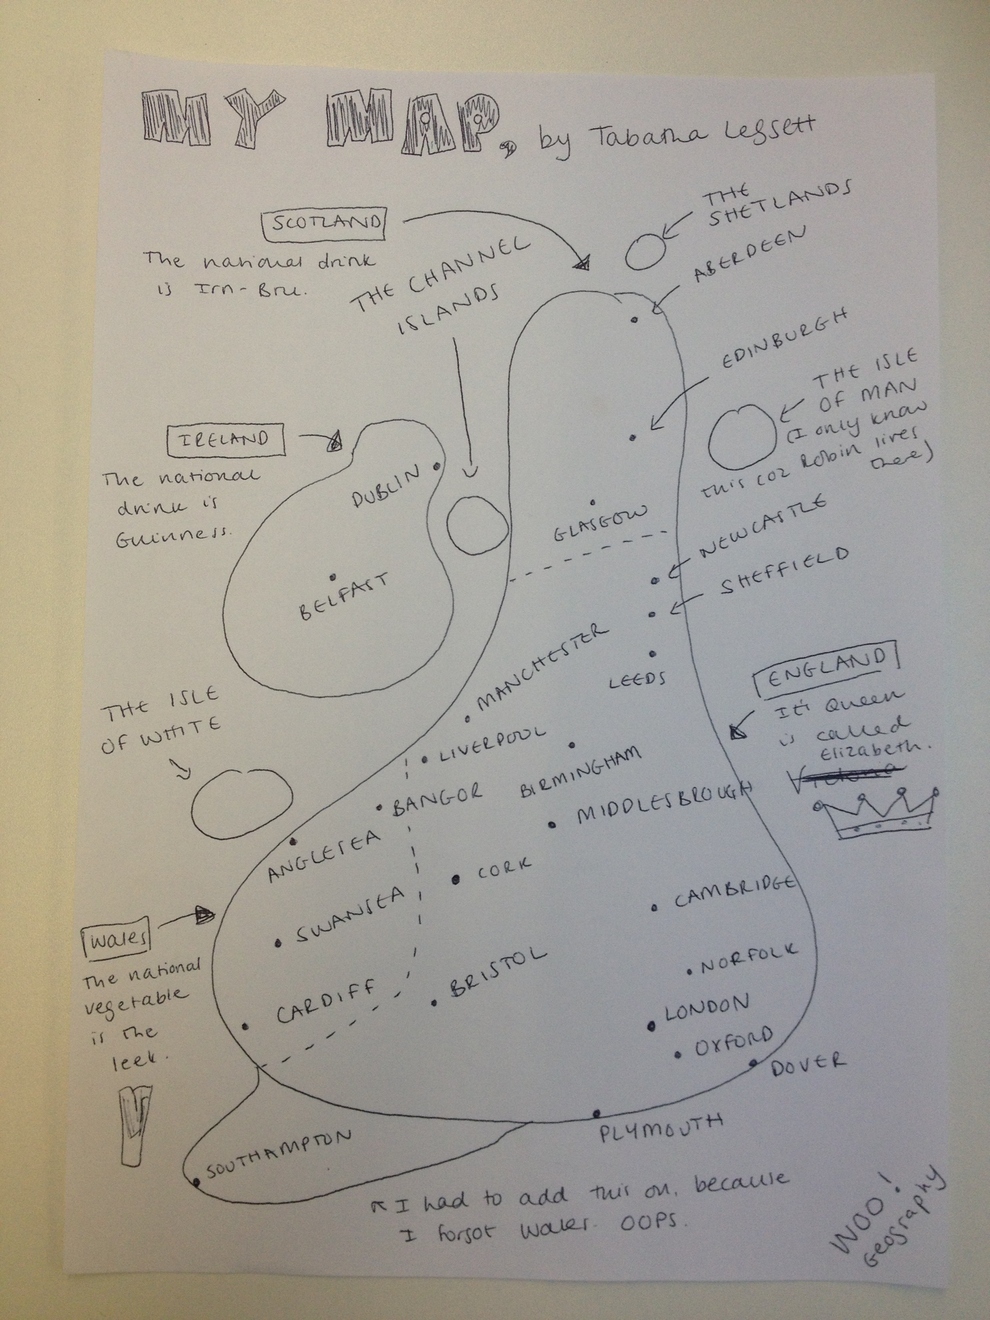 MY MAP, by Tabatha Leggett
SCOTLAND
The national drink
is Irn-Bru.
THE CHANNEL
ISLANDS
THE
SHETLANDS
ABERDEEN
EDINBURGH
THE ISLE
OF MAN
(I only know
this coz Robin lives
there)
IRELAND
The national
drink is
Guinness.
DUBLIN
BELFAST
GLASGOW
NEWCASTLE
SHEFFIELD
MANCHESTER
LEEDS
ENGLAND
It's Queen
is called
Elizabeth.
Victoria
THE ISLE
OF WHITE
LIVERPOOL
BIRMINGHAM
BANGOR
MIDDLESBROUGH
ANGLESEA
CORK
SWANSEA
CAMBRIDGE
Wales
The national
vegetable
is the
leek.
CARDIFF
BRISTOL
NORFOLK
LONDON
OXFORD
DOVER
PLYMOUTH
SOUTHAMPTON
I had to add this on, because
I forgot Wales. OOPS.
WOO!
Geography